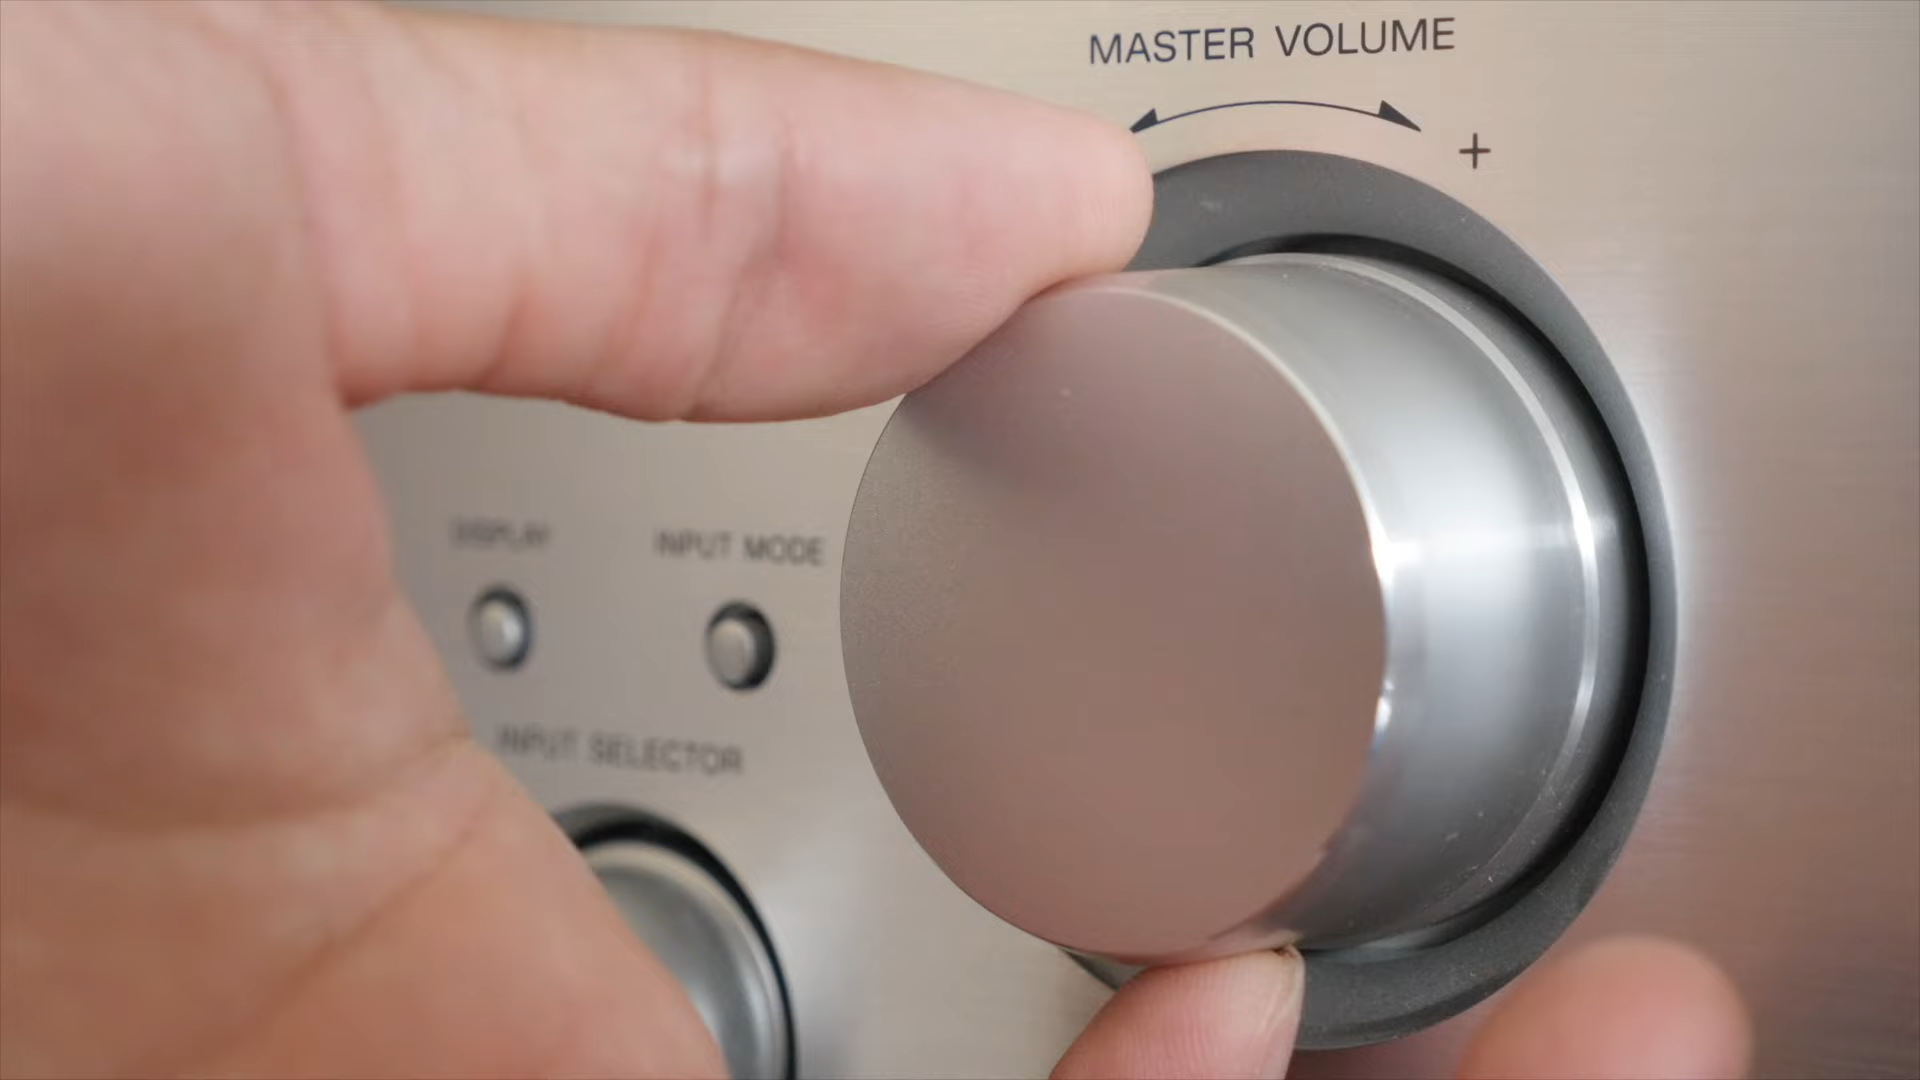 MASTER VOLUME
+
DISPLAY
INPUT MODE
INPUT SELECTOR